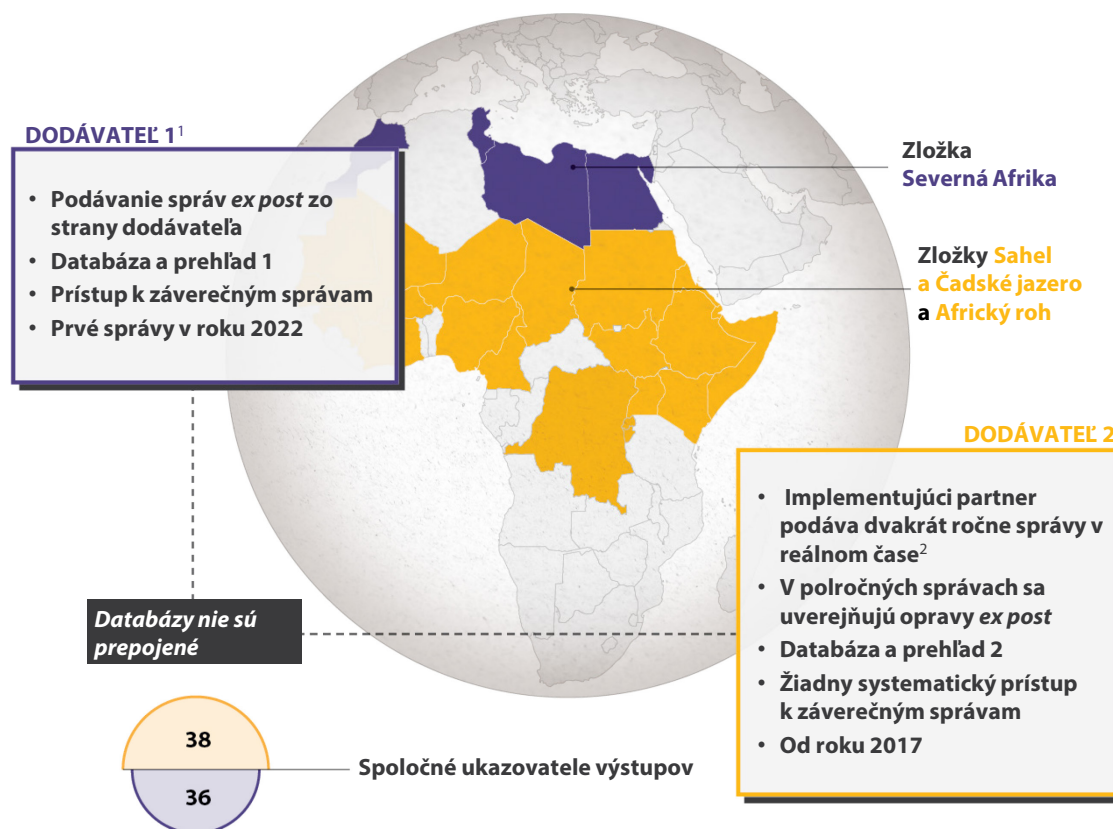 DODÁVATEĽ 1¹
• Podávanie správ ex post zo
strany dodávateľa
• Databáza a prehľad 1
• Prístup k záverečným správam
• Prvé správy v roku 2022
Zložka
Severná Afrika
Zložky Sahel
a Čadské jazero
a Africký roh
DODÁVATEĽ 2
• Implementujúci partner
podáva dvakrát ročne správy v
reálnom čase²
• V polročných správach sa
uverejňujú opravy ex post
• Databáza a prehľad 2
• Žiadny systematický prístup
k záverečným správam
• Od roku 2017
Databázy nie sú
prepojené
38
36
Spoločné ukazovatele výstupov